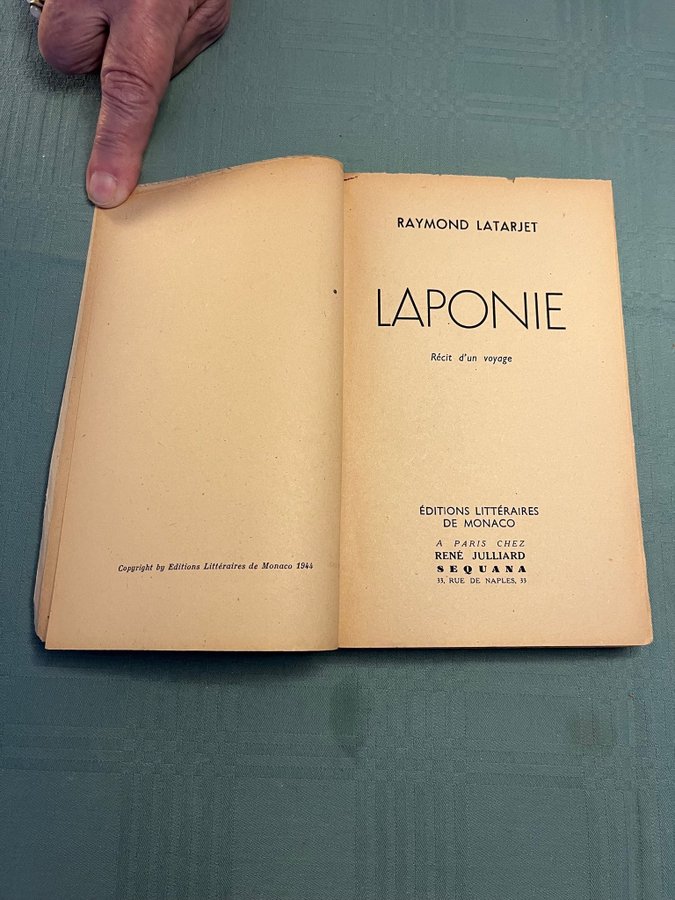 Copyright by Editions Littéraires de Monaco 1944
RAYMOND LATARJET
LAPONIE
Récit d'un voyage
ÉDITIONS LITTÉRAIRES
DE MONACO
A PARIS CHEZ
RENÉ JULLIARD
SEQUANA
33, RUE DE NAPLES, 33